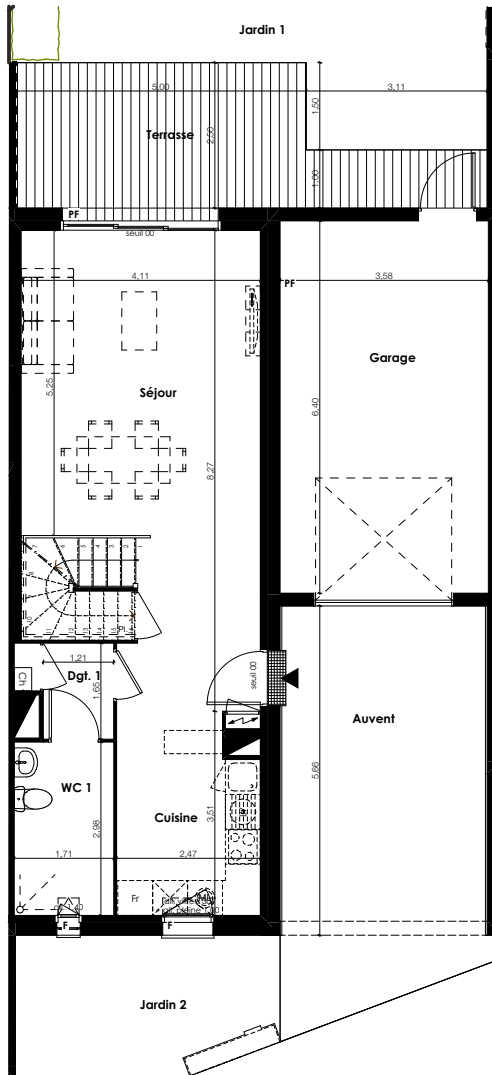 Jardin 1
5,00
3,11
1,50
2,50
Terrasse
1,00
PF
seuil 00
4,11
3,58
PF
Garage
5,25
Séjour
6,40
8,27
1,21
Dgt. 1
Ch
1,65
seuil 00
Auvent
WC 1
5,66
Cuisine
3,51
2,98
1,71
2,47
Fr
F
F
Jardin 2